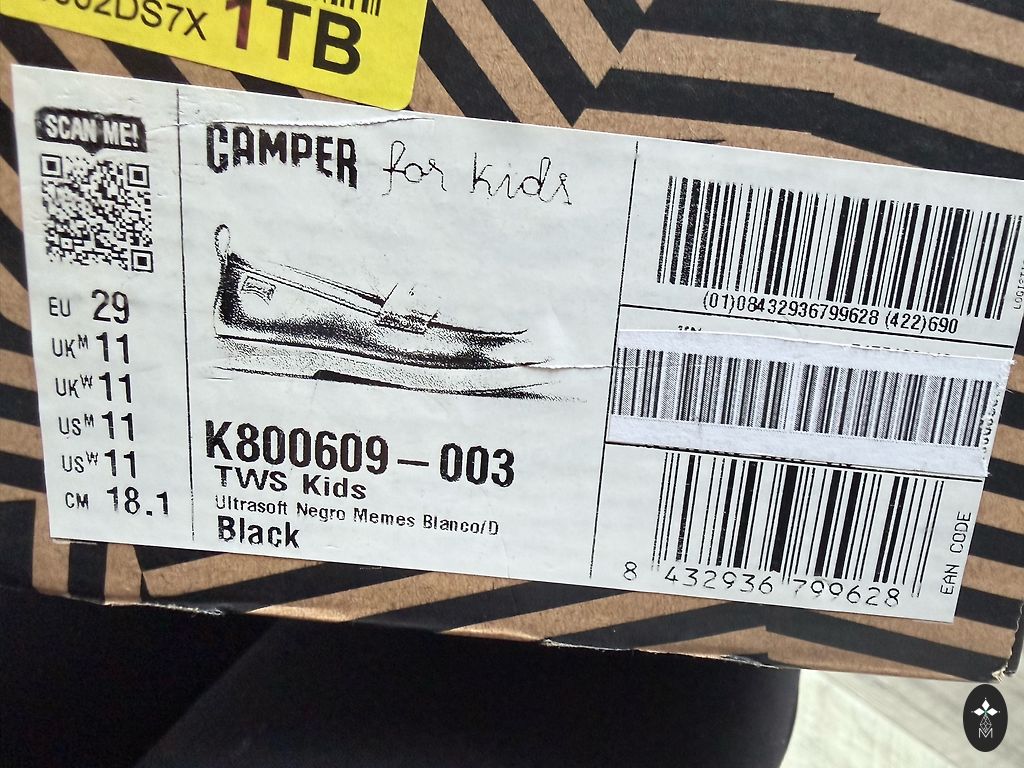 1TB
SCAN ME!
CAMPER for kids
EU 29
UKM 11
UKW 11
USM 11
USW 11
CM 18.1
K800609-003
TWS Kids
Ultrasoft Negro Memes Blanco/D
Black
(01)08432936799628 (422)690
8 432936 799628
EAN CODE
M